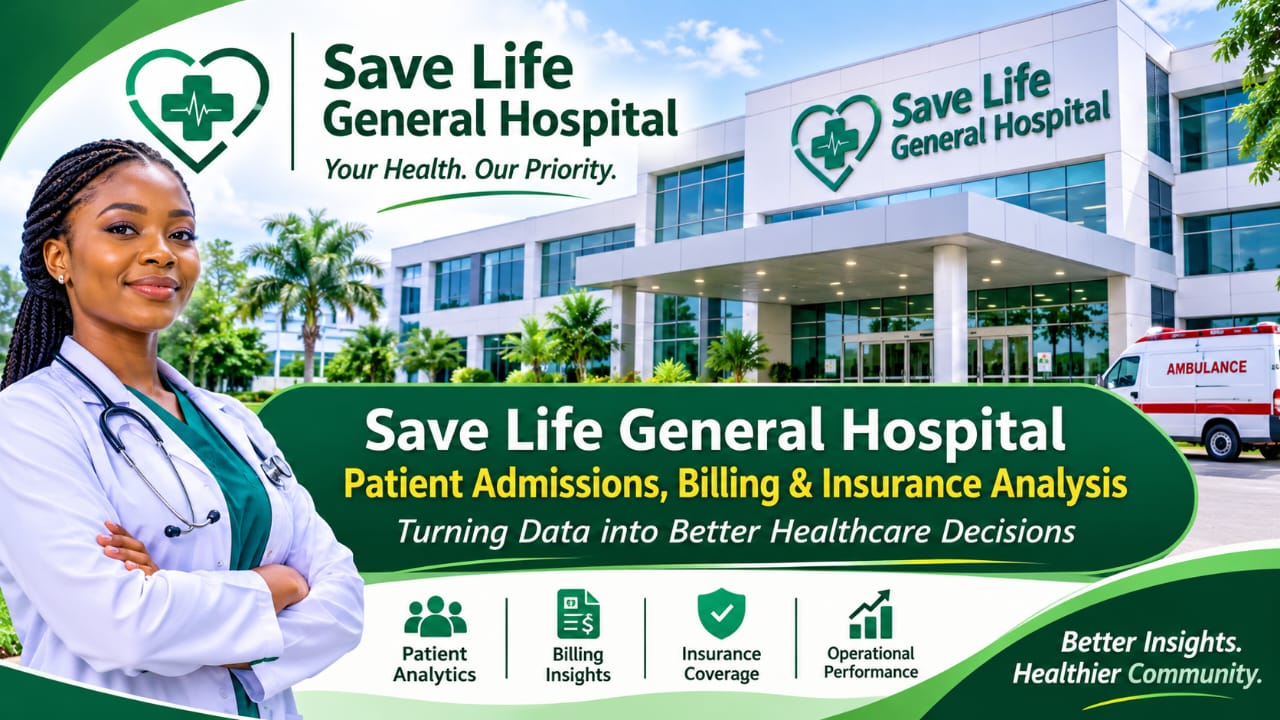 Save Life
General Hospital
Your Health. Our Priority.
Save Life
General Hospital
AMBULANCE
Save Life General Hospital
Patient Admissions, Billing & Insurance Analysis
Turning Data into Better Healthcare Decisions
Patient
Analytics
$
Billing
Insights
Insurance
Coverage
Operational
Performance
Better Insights.
Healthier Community.